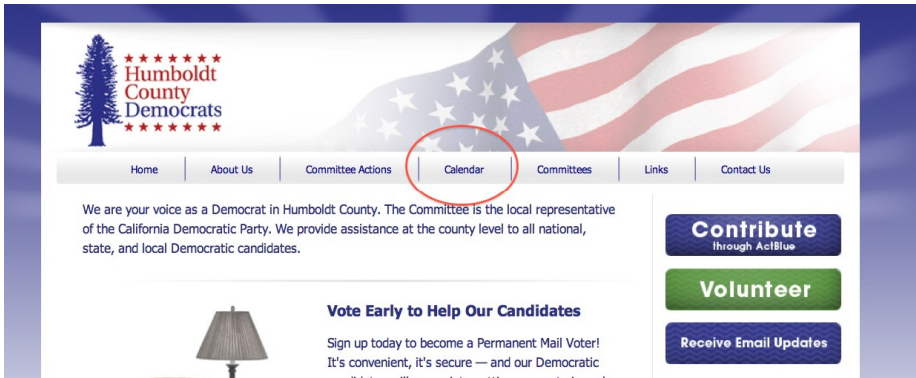 Humboldt
County
Democrats
Home About Us Committee Actions Calendar Committees Links Contact Us
We are your voice as a Democrat in Humboldt County. The Committee is the local representative
of the California Democratic Party. We provide assistance at the county level to all national,
state, and local Democratic candidates.
Contribute
through ActBlue
Volunteer
Receive Email Updates
Vote Early to Help Our Candidates
Sign up today to become a Permanent Mail Voter!
It's convenient, it's secure — and our Democratic